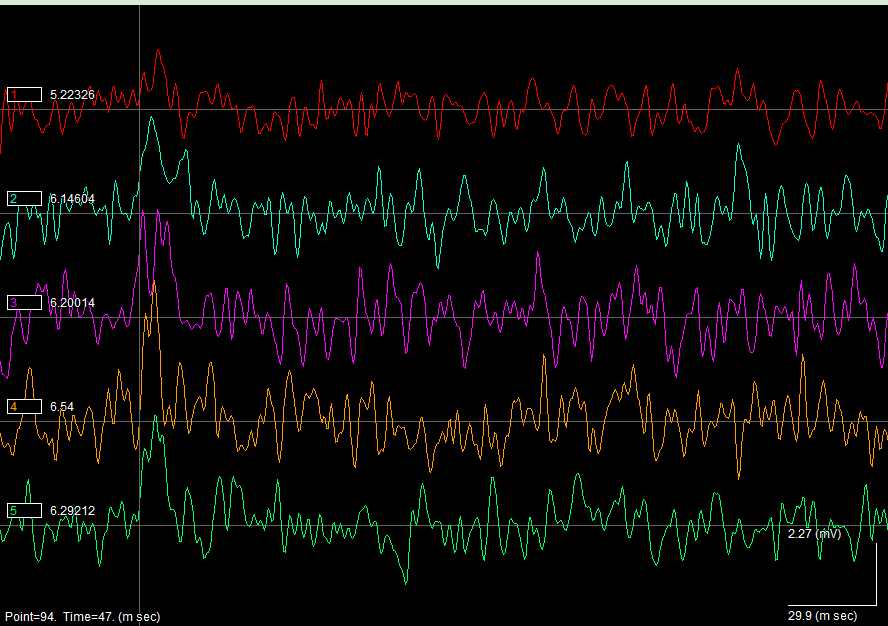 1 5.22326
2 6.14604
3 6.20014
4 6.54
5 6.29212
2.27 (mV)
Point=94. Time=47. (m sec)
29.9 (m sec)